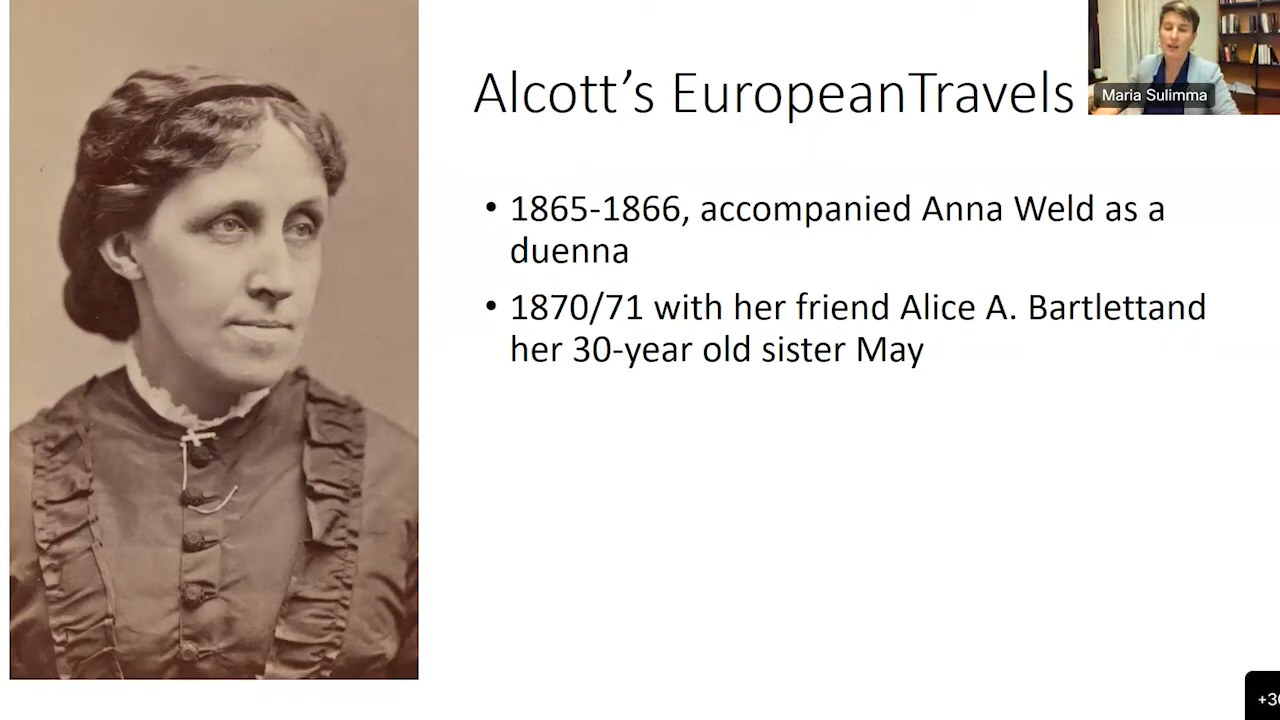 Alcott’s EuropeanTravels
Maria Sulimma
• 1865-1866, accompanied Anna Weld as a
duenna
• 1870/71 with her friend Alice A. Bartlettand
her 30-year old sister May